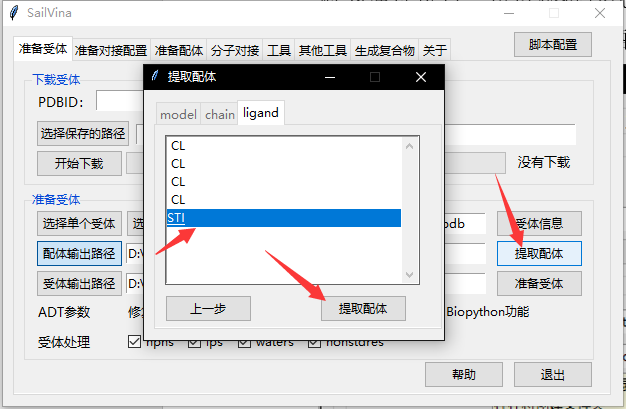 SailVina
准备受体 准备对接配置 准备配体 分子对接 工具 其他工具 生成复合物 关于
脚本配置
下载受体
PDBID:
选择保存的路径
开始下载
没有下载
准备受体
选择单个受体
pdb
受体信息
配体输出路径
D:\
提取配体
受体输出路径
D:\
准备受体
ADT参数
Biopython功能
受体处理
nphs lps waters nonstdres
帮助 退出
提取配体
model chain ligand
CL
CL
CL
CL
STI
上一步 提取配体